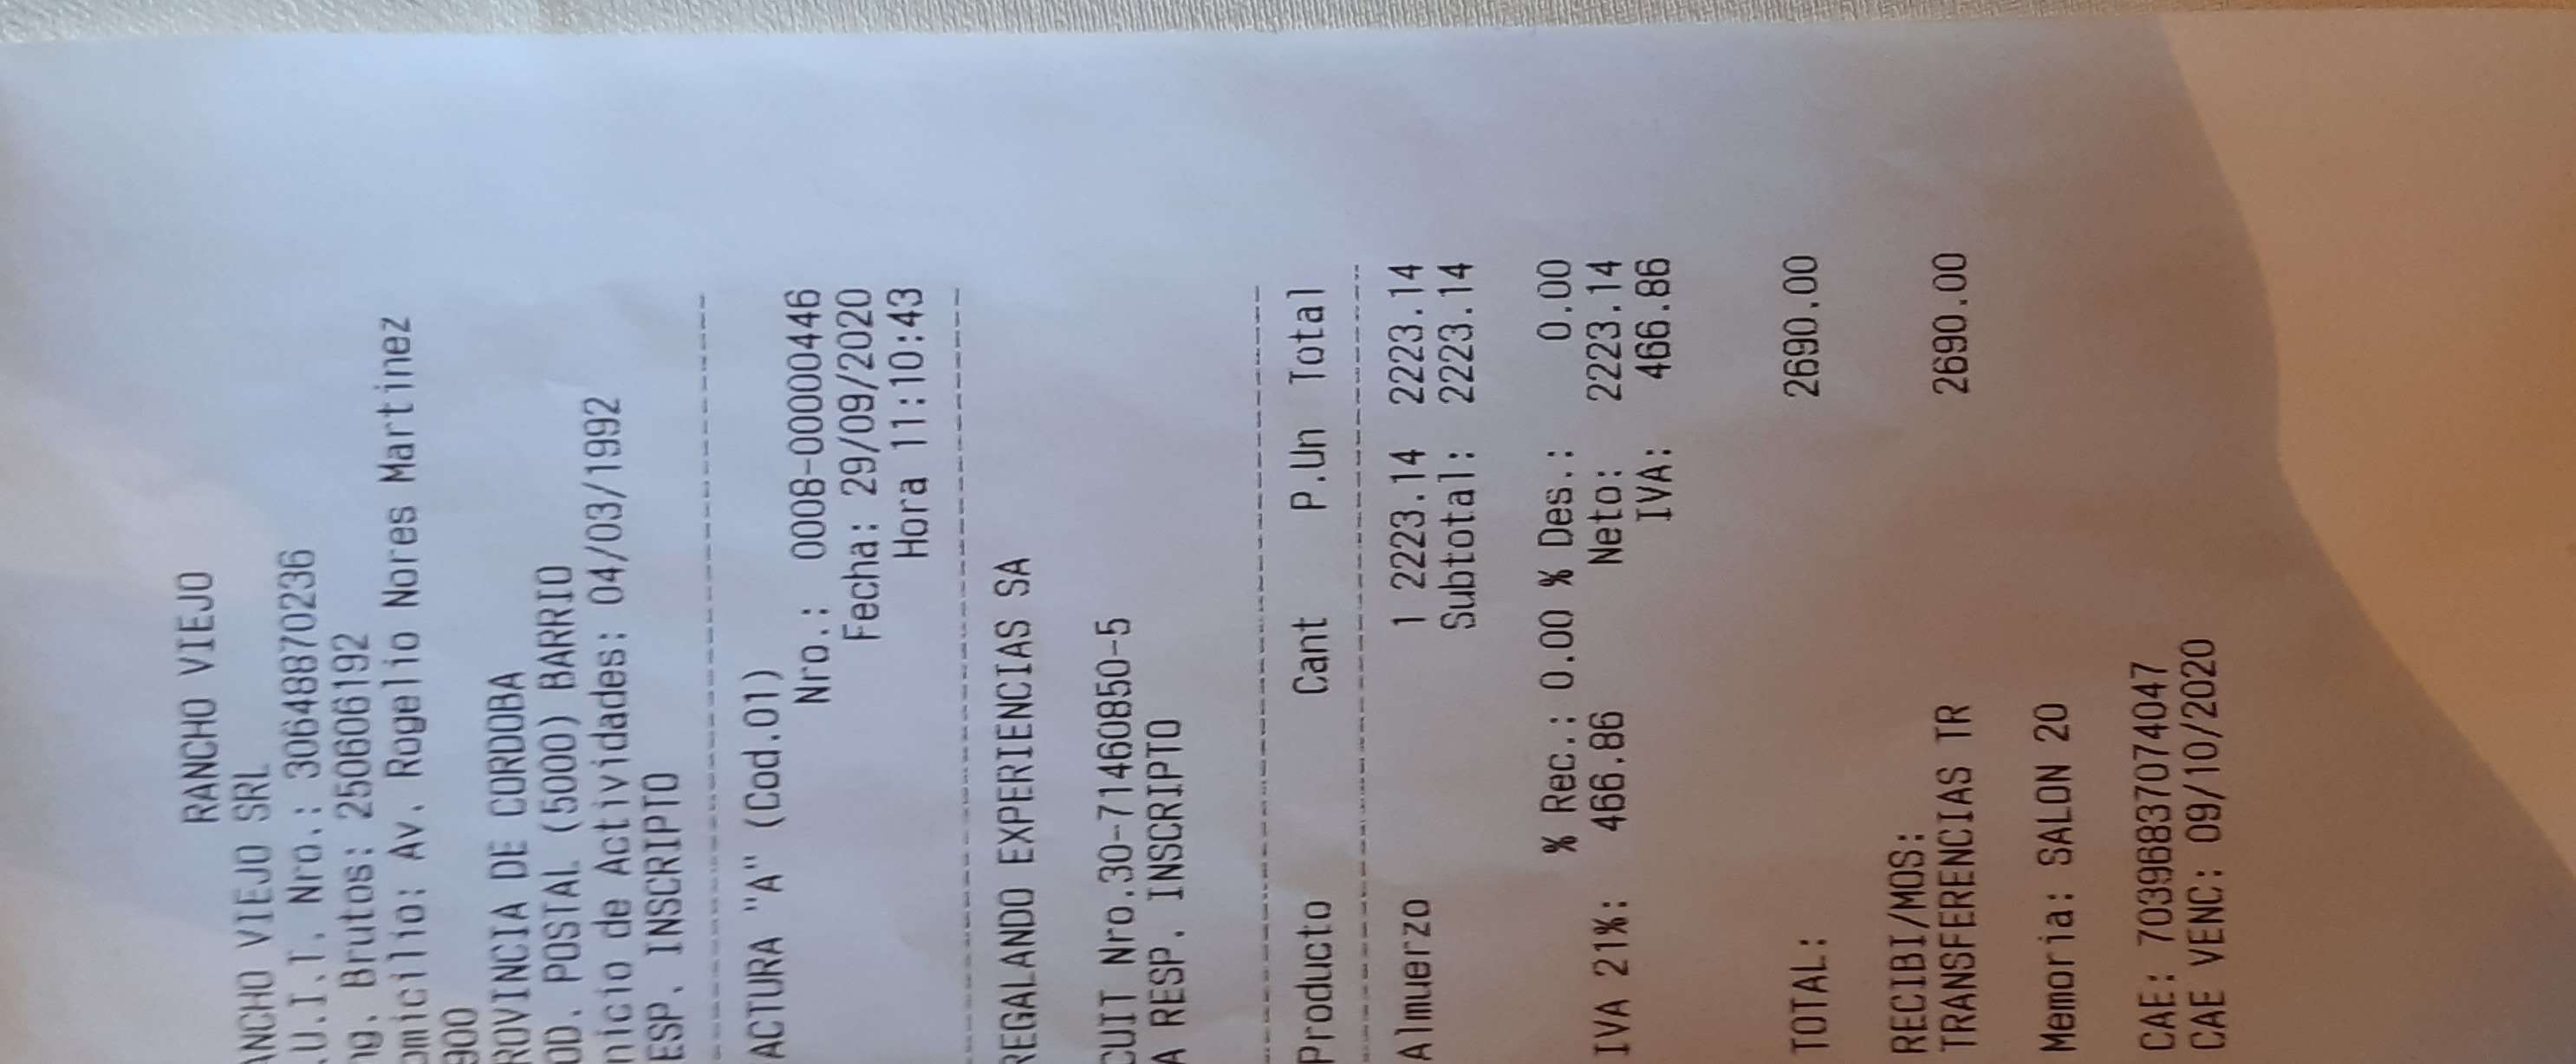 RANCHO VIEJO
ANCHO VIEJO SRL
.U.I.T. Nro.: 30648870236
ng. Brutos: 250606192
omicilio: Av. Rogelio Nores Martinez
900
ROVINCIA DE CORDOBA
OD. POSTAL (5000) BARRIO
nicio de Actividades: 04/03/1992
ESP. INSCRIPTO
ACTURA "A" (Cod.01)
Nro.: 0008-00000446
Fecha: 29/09/2020
Hora 11:10:43
REGALANDO EXPERIENCIAS SA
CUIT Nro.30-71460850-5
A RESP. INSCRIPTO
Producto Cant P.Un Total
Almuerzo 1 2223.14 2223.14
Subtotal: 2223.14
% Rec.: 0.00 % Des.: 0.00
IVA 21%: 466.86 Neto: 2223.14
IVA: 466.86
TOTAL: 2690.00
RECIBI/MOS:
TRANSFERENCIAS TR 2690.00
Memoria: SALON 20
CAE: 70396837074047
CAE VENC: 09/10/2020